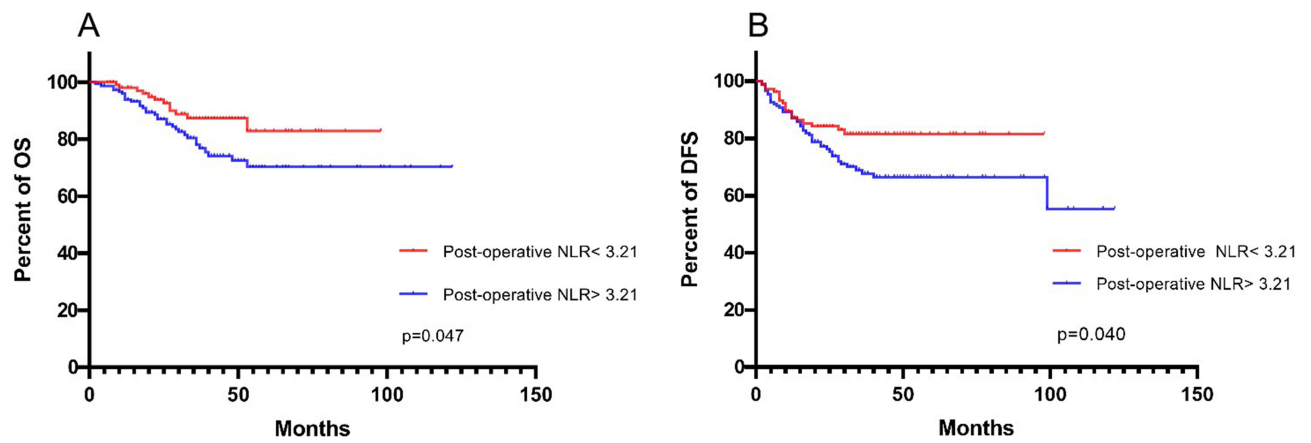 A
Percent of OS
100
80
60
40
20
0
0 50 100 150
Months
Post-operative NLR< 3.21
Post-operative NLR> 3.21
p=0.047
B
Percent of DFS
100
80
60
40
20
0
0 50 100 150
Months
Post-operative NLR< 3.21
Post-operative NLR> 3.21
p=0.040